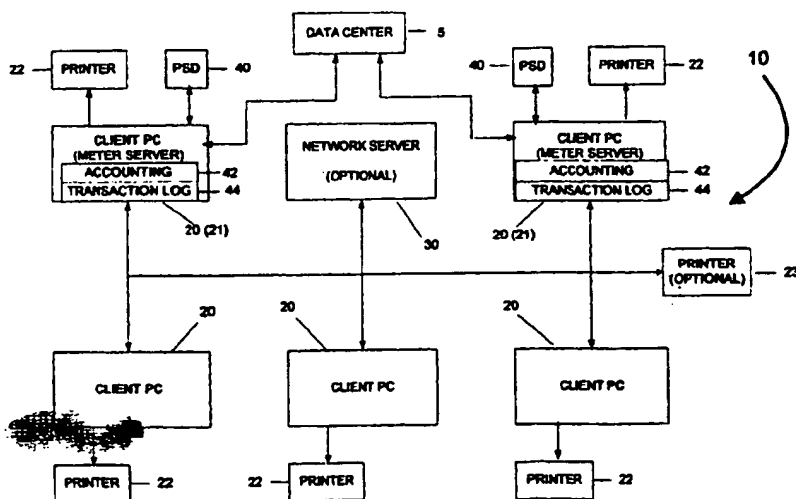 DATA CENTER
5
22
PRINTER
PSD
40
40
PSD
PRINTER
22
10
CLIENT PC
(METER SERVER)
ACCOUNTING
42
TRANSACTION LOG
44
20 (21)
NETWORK SERVER
(OPTIONAL)
30
CLIENT PC
(METER SERVER)
ACCOUNTING
42
TRANSACTION LOG
44
20 (21)
PRINTER
(OPTIONAL)
23
20
20
20
CLIENT PC
CLIENT PC
CLIENT PC
PRINTER
22
22
PRINTER
PRINTER
22